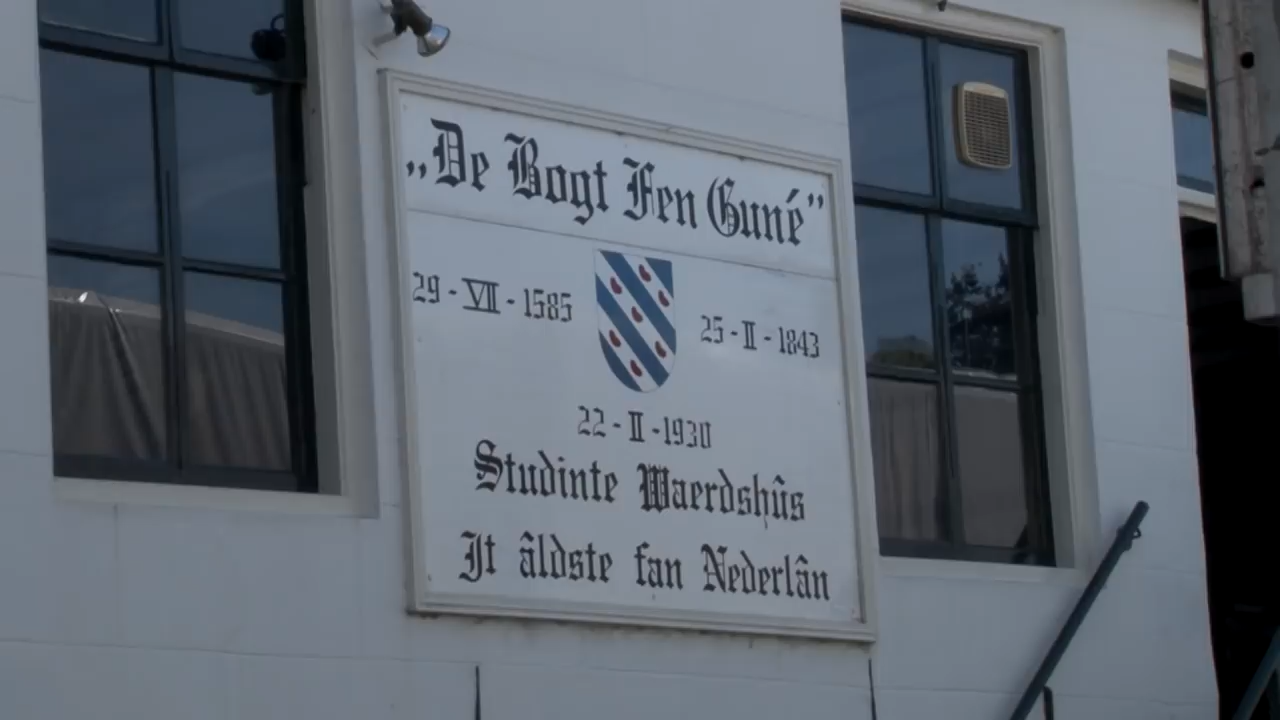 „De Bogt Fen Guné”
29 - VII - 1585
25 - II - 1843
22 - II - 1930
Studinte Waerdshûs
It âldste fan Nederlân